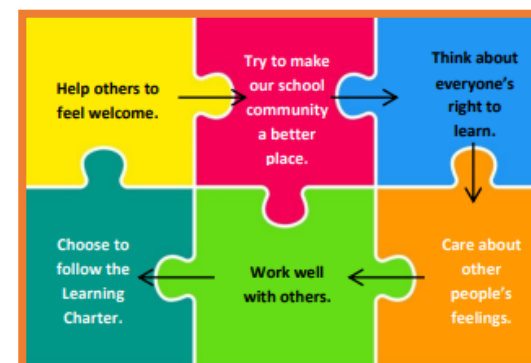 Help others to
feel welcome.
Try to make
our school
community
a better
place.
Think about
everyone's
right to
learn.
Care about
other
people's
feelings.
Work well
with others.
Choose to
follow the
Learning
Charter.